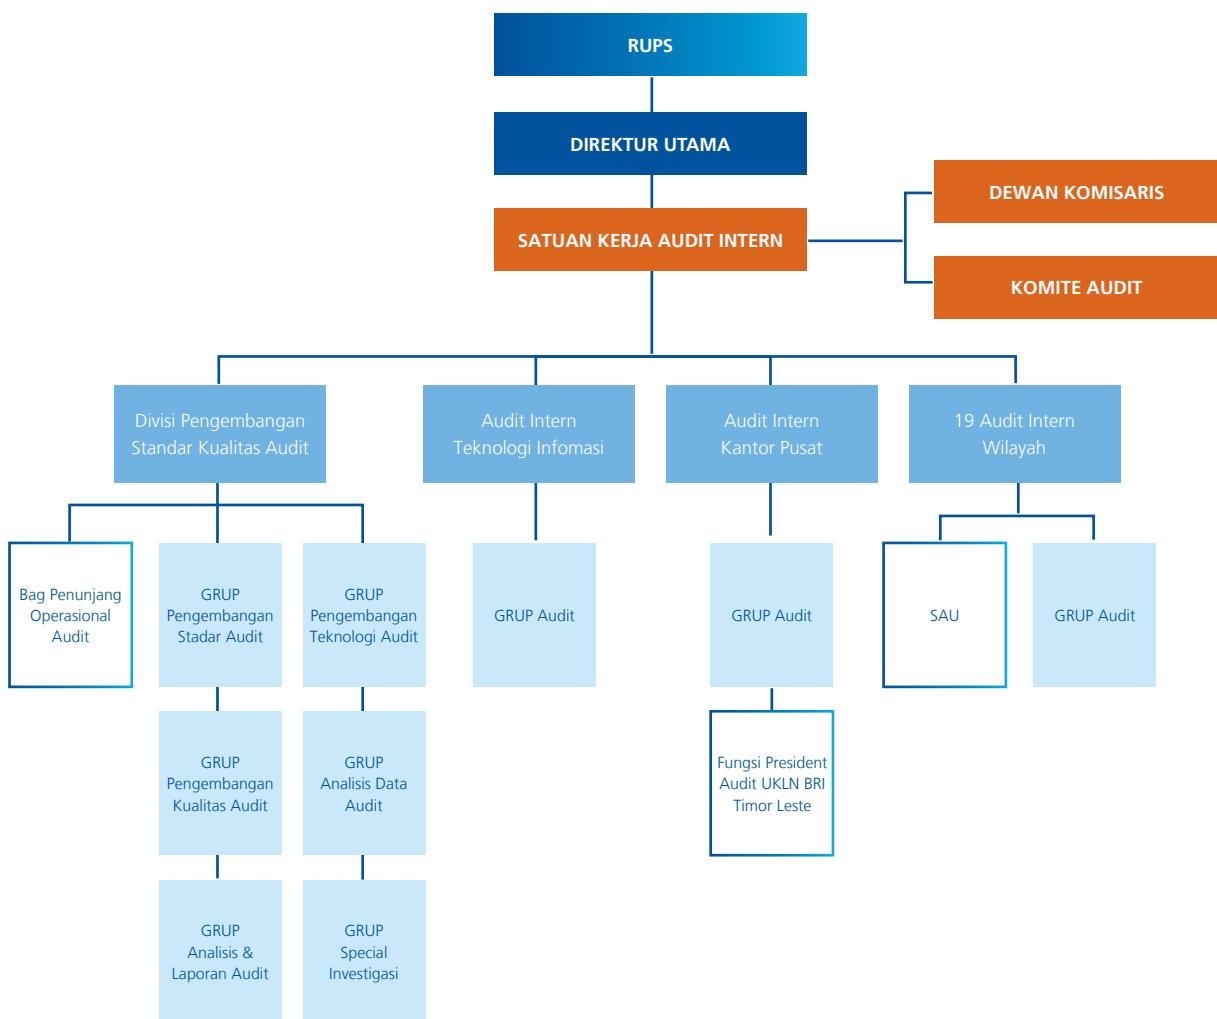 RUPS
DIREKTUR UTAMA
SATUAN KERJA AUDIT INTERN
DEWAN KOMISARIS
KOMITE AUDIT
Divisi Pengembangan
Standar Kualitas Audit
Audit Intern
Teknologi Infomasi
Audit Intern
Kantor Pusat
19 Audit Intern
Wilayah
Bag Penunjang
Operasional
Audit
GRUP
Pengembangan
Stadar Audit
GRUP
Pengembangan
Teknologi Audit
GRUP Audit
GRUP Audit
SAU
GRUP Audit
GRUP
Pengembangan
Kualitas Audit
GRUP
Analisis Data
Audit
Fungsi President
Audit UKLN BRI
Timor Leste
GRUP
Analisis &
Laporan Audit
GRUP
Special
Investigasi